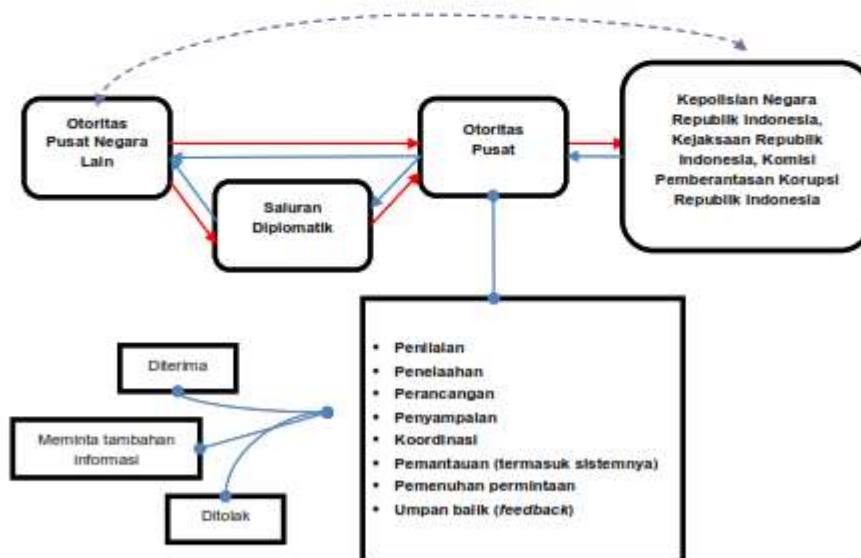 Otoritas
Pusat Negara
Lain
Otoritas
Pusat
Kepolisian Negara
Republik Indonesia,
Kejaksaan Republik
Indonesia, Komisi
Pemberantasan Korupsi
Republik Indonesia
Saluran
Diplomatik
Diterima
Meminta tambahan
informasi
Ditolak
• Penilaian
• Penelaahan
• Perancangan
• Penyampaian
• Koordinasi
• Pemantauan (termasuk sistemnya)
• Pemenuhan permintaan
• Umpan balik (feedback)